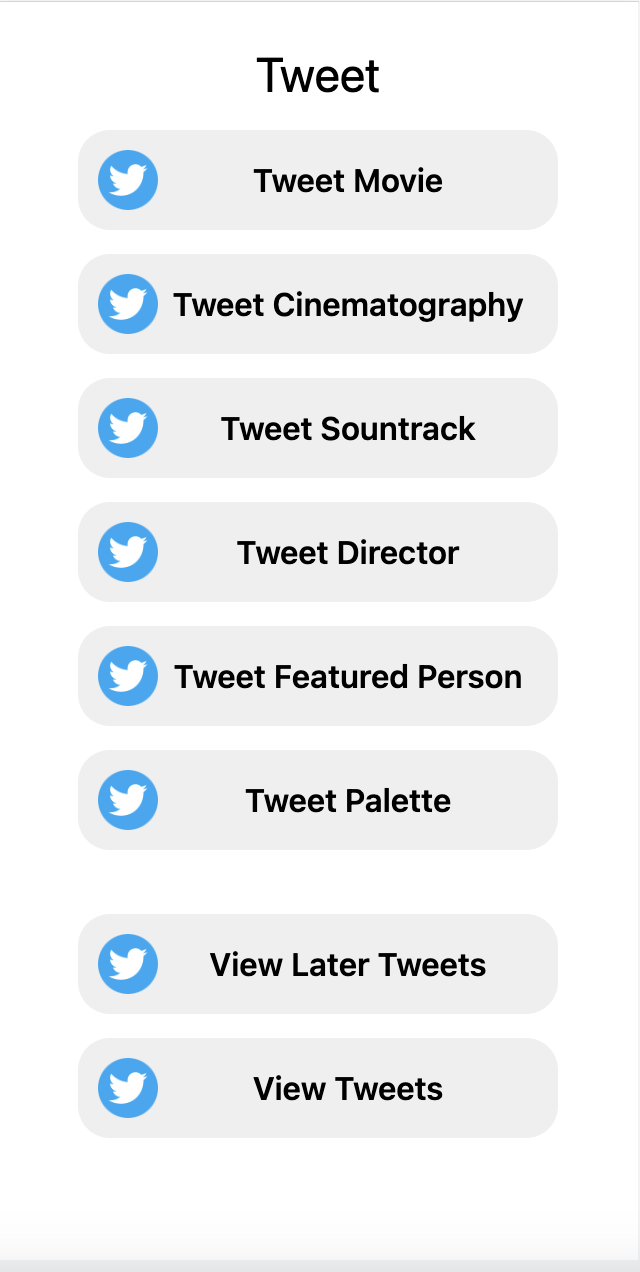 Tweet
Tweet Movie
Tweet Cinematography
Tweet Sountrack
Tweet Director
Tweet Featured Person
Tweet Palette
View Later Tweets
View Tweets